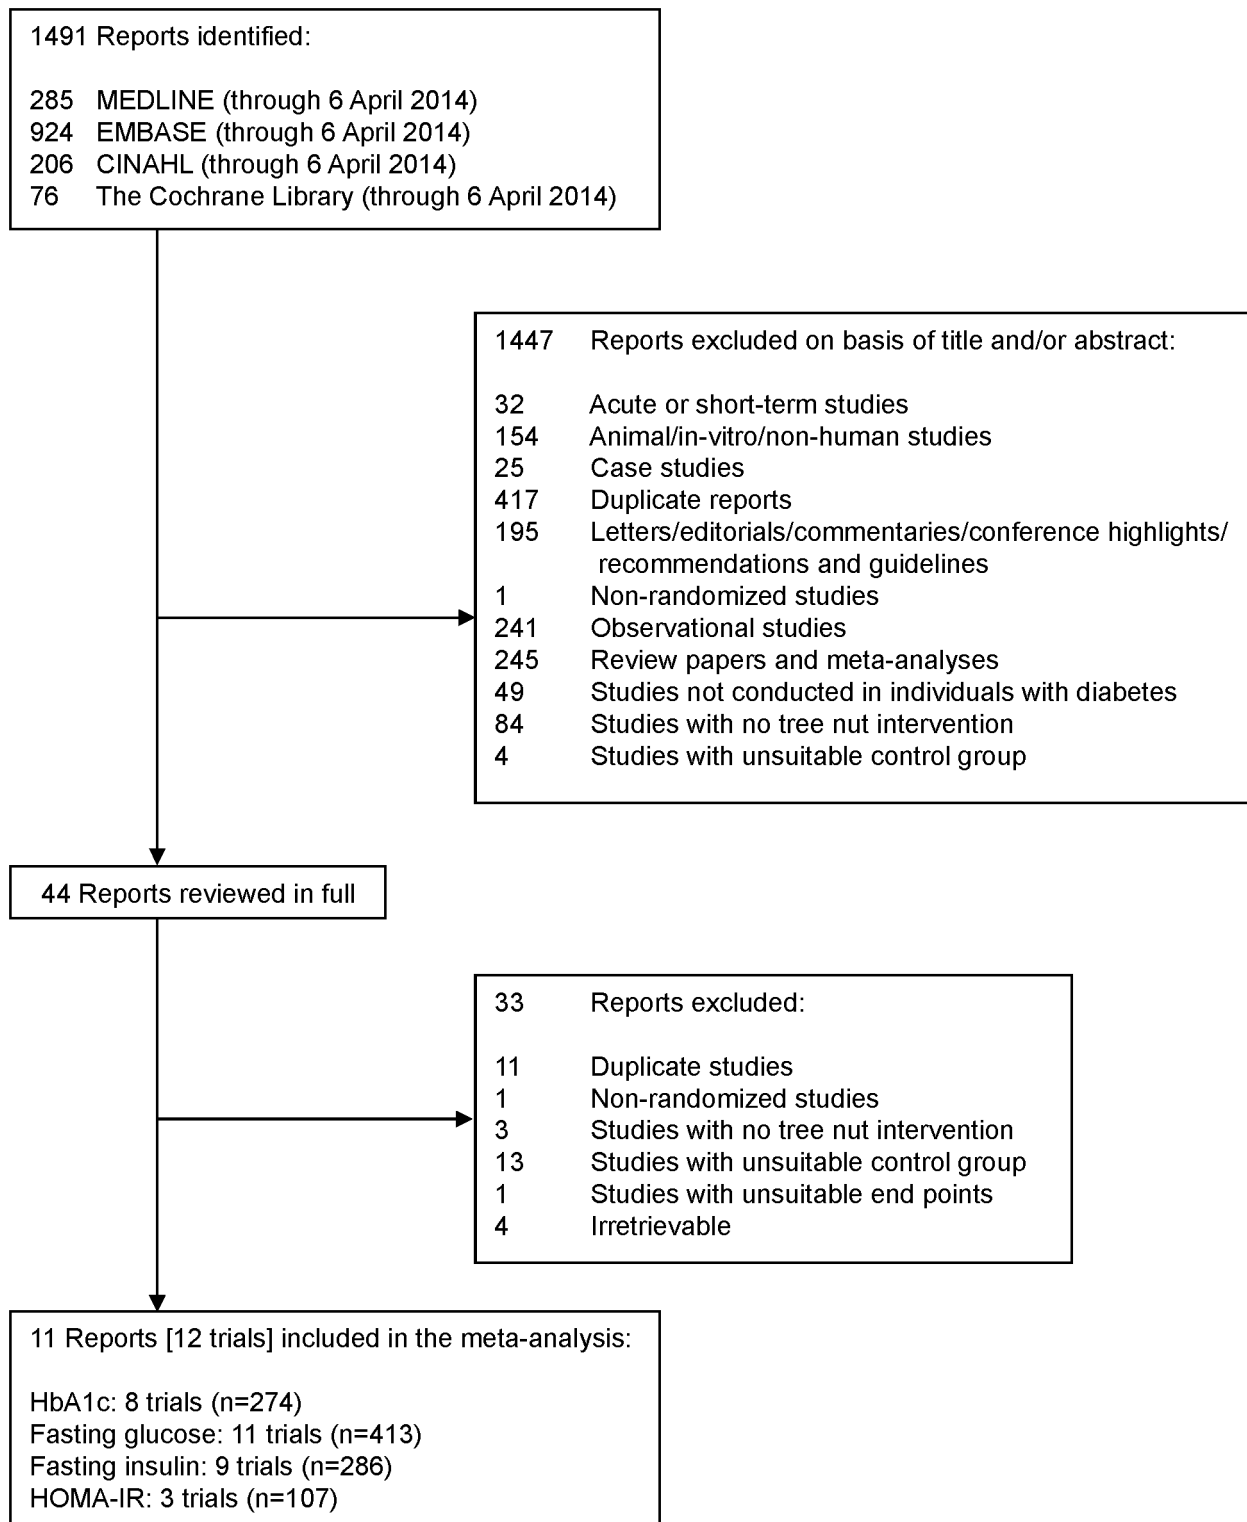 1491 Reports identified:
285 MEDLINE (through 6 April 2014)
924 EMBASE (through 6 April 2014)
206 CINAHL (through 6 April 2014)
76 The Cochrane Library (through 6 April 2014)
1447 Reports excluded on basis of title and/or abstract:
32 Acute or short-term studies
154 Animal/in-vitro/non-human studies
25 Case studies
417 Duplicate reports
195 Letters/editorials/commentaries/conference highlights/
recommendations and guidelines
1 Non-randomized studies
241 Observational studies
245 Review papers and meta-analyses
49 Studies not conducted in individuals with diabetes
84 Studies with no tree nut intervention
4 Studies with unsuitable control group
44 Reports reviewed in full
33 Reports excluded:
11 Duplicate studies
1 Non-randomized studies
3 Studies with no tree nut intervention
13 Studies with unsuitable control group
1 Studies with unsuitable end points
4 Irretrievable
11 Reports [12 trials] included in the meta-analysis:
HbA1c: 8 trials (n=274)
Fasting glucose: 11 trials (n=413)
Fasting insulin: 9 trials (n=286)
HOMA-IR: 3 trials (n=107)